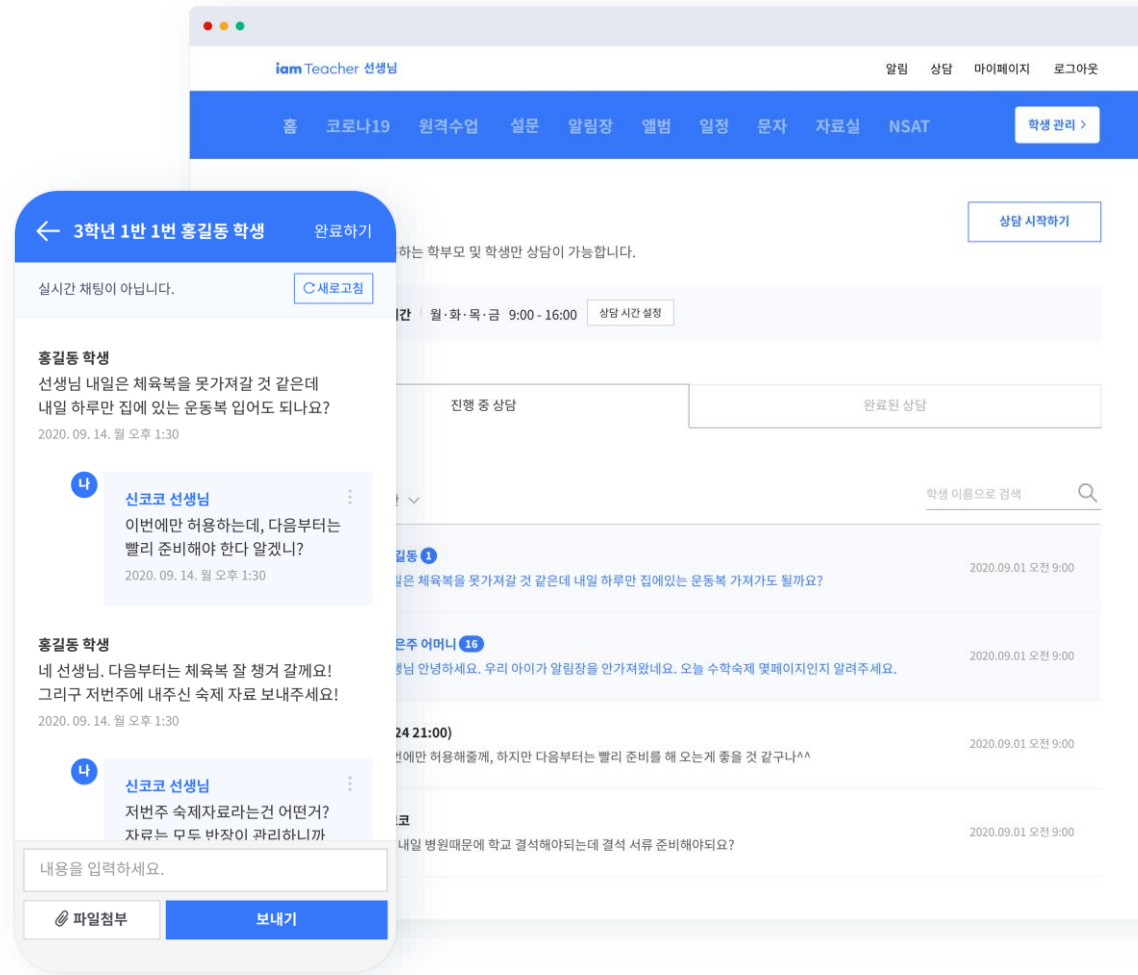 iam Teacher 선생님
알림 상담 마이페이지 로그아웃
홈 코로나19 원격수업 설문 알림장 앨범 일정 문자 자료실 NSAT
학생 관리 >
상담 시작하기
하는 학부모 및 학생만 상담이 가능합니다.
간 월·화·목·금 9:00 - 16:00 상담 시간 설정
진행 중 상담 완료된 상담
학생 이름으로 검색
길동 1
은 체육복을 못가져갈 것 같은데 내일 하루만 집에있는 운동복 가져가도 될까요?
2020.09.01 오전 9:00
은주 어머니 16
님 안녕하세요. 우리 아이가 알림장을 안가져왔네요. 오늘 수학숙제 몇페이지인지 알려주세요.
2020.09.01 오전 9:00
24 21:00)
에만 허용해줄께, 하지만 다음부터는 빨리 준비를 해 오는게 좋을 것 같구나^^
2020.09.01 오전 9:00
코
내일 병원때문에 학교 결석해야되는데 결석 서류 준비해야되요?
2020.09.01 오전 9:00
3학년 1반 1번 홍길동 학생 완료하기
실시간 채팅이 아닙니다. 새로고침
홍길동 학생
선생님 내일은 체육복을 못가져갈 것 같은데
내일 하루만 집에 있는 운동복 입어도 되나요?
2020. 09. 14. 월 오후 1:30
나
신코코 선생님
이번에만 허용하는데, 다음부터는
빨리 준비해야 한다 알겠니?
2020. 09. 14. 월 오후 1:30
홍길동 학생
네 선생님. 다음부터는 체육복 잘 챙겨 갈께요!
그리구 저번주에 내주신 숙제 자료 보내주세요!
2020. 09. 14. 월 오후 1:30
나
신코코 선생님
저번주 숙제자료라는건 어떤거?
자료는 모두 반장이 관리하니까
내용을 입력하세요.
파일첨부 보내기